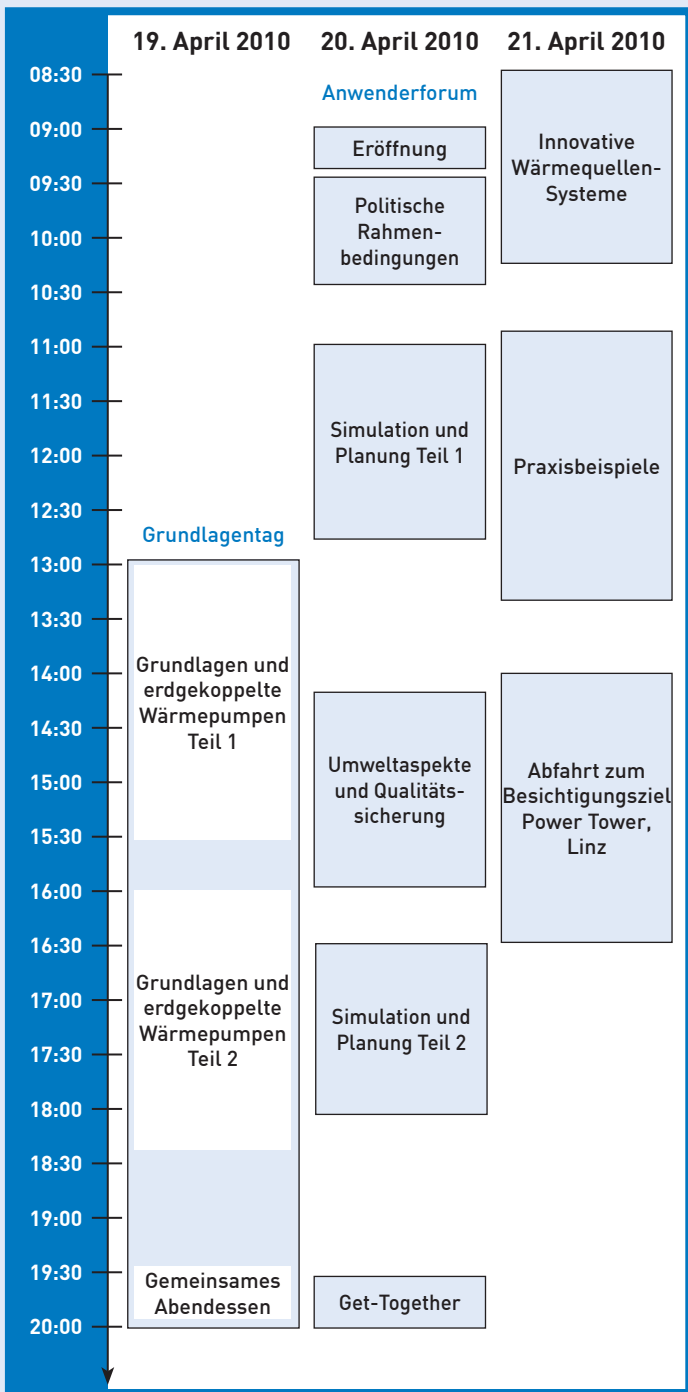 19. April 2010
20. April 2010
21. April 2010
08:30
09:00
09:30
10:00
10:30
11:00
11:30
12:00
12:30
13:00
13:30
14:00
14:30
15:00
15:30
16:00
16:30
17:00
17:30
18:00
18:30
19:00
19:30
20:00
Grundlagentag
Grundlagen und
erdgekoppelte
Wärmepumpen
Teil 1
Grundlagen und
erdgekoppelte
Wärmepumpen
Teil 2
Gemeinsames
Abendessen
Anwenderforum
Eröffnung
Politische
Rahmen-
bedingungen
Simulation und
Planung Teil 1
Umweltaspekte
und Qualitäts-
sicherung
Simulation und
Planung Teil 2
Get-Together
Innovative
Wärmequellen-
Systeme
Praxisbeispiele
Abfahrt zum
Besichtigungsziel
Power Tower,
Linz